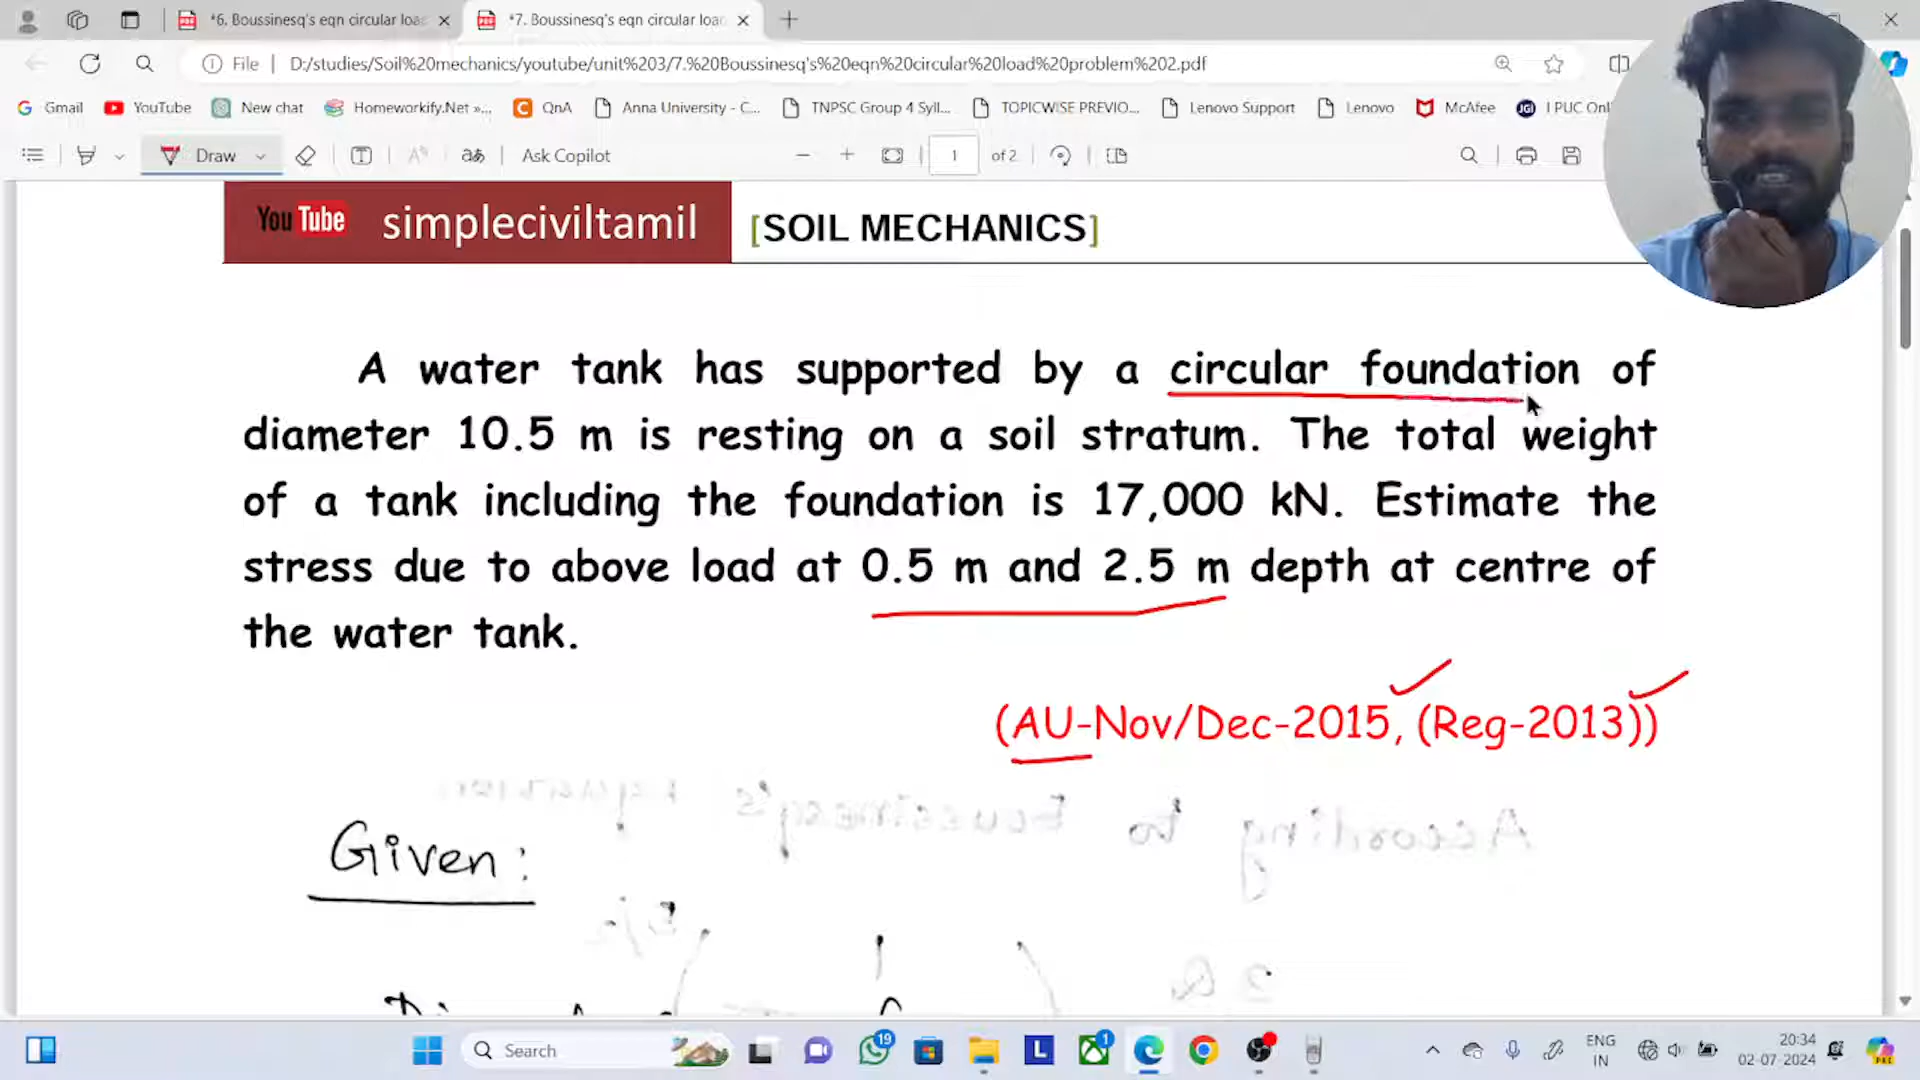 *6. Boussinesq's eqn circular loa
*7. Boussinesq's eqn circular loa
File
D:/studies/Soil%20mechanics/youtube/unit%203/7.%20Boussinesq's%20eqn%20circular%20load%20problem%202.pdf
Gmail
YouTube
New chat
Homeworkify.Net »...
QnA
Anna University - C...
TNPSC Group 4 Syll...
TOPICWISE PREVIO...
Lenovo Support
Lenovo
McAfee
I PUC Onl
Draw
Ask Copilot
1 of 2
YouTube simpleciviltamil [SOIL MECHANICS]
A water tank has supported by a circular foundation of
diameter 10.5 m is resting on a soil stratum. The total weight
of a tank including the foundation is 17,000 kN. Estimate the
stress due to above load at 0.5 m and 2.5 m depth at centre of
the water tank.
(AU-Nov/Dec-2015, (Reg-2013))
According to Boussinesq's Equation
Given:
Search
19
1
ENG
IN
20:34
02-07-2024